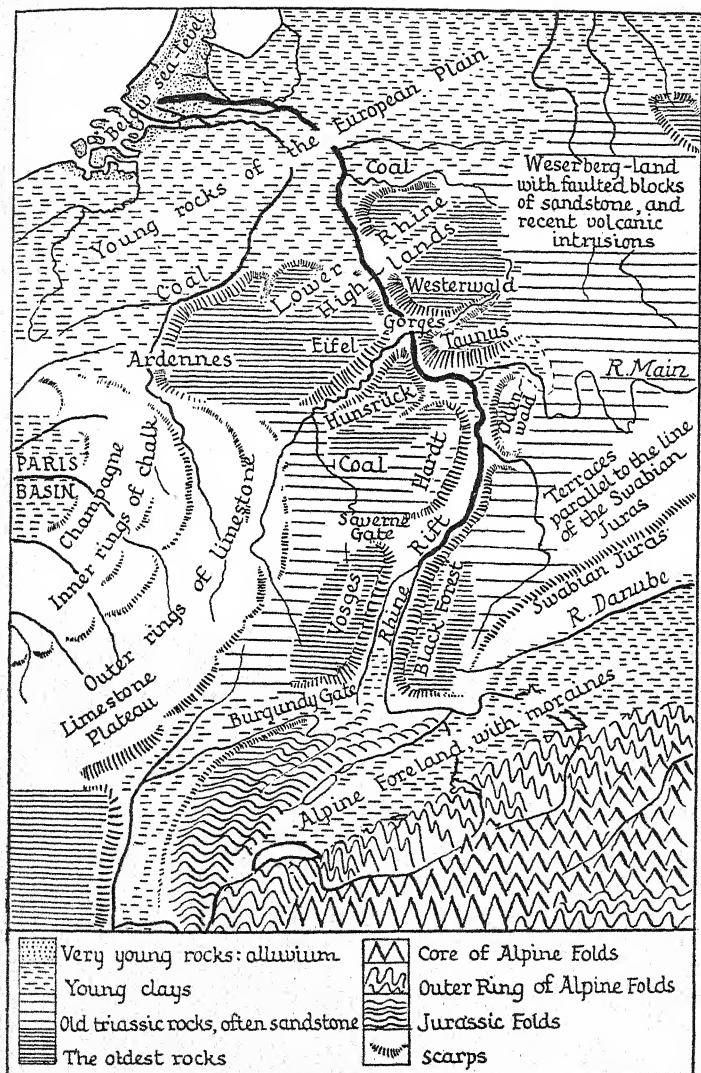 Below sea level
Young rocks of the European Plain
Coal
Weserberg-land
with faulted blocks
of sandstone, and
recent volcanic
intrusions
Rhine
Lower
High-lands
Coal
Westerwald
Gorges
Taunus
Eifel
Ardennes
R. Main
Hunsrück
Odenwald
PARIS
BASIN
Champagne
Inner rings of chalk
Outer rings of limestone
Limestone
Plateau
Coal
Hardt
Saverne
Gate
Rhine Rift
Vosges
Black Forest
Terraces
parallel to the line
of the Swabian
Juras
Swabian Juras
R. Danube
Burgundy Gate
Alpine Foreland, with moraines
Very young rocks: alluvium
Young clays
Old triassic rocks, often sandstone
The oldest rocks
Core of Alpine Folds
Outer Ring of Alpine Folds
Jurassic Folds
Scarps